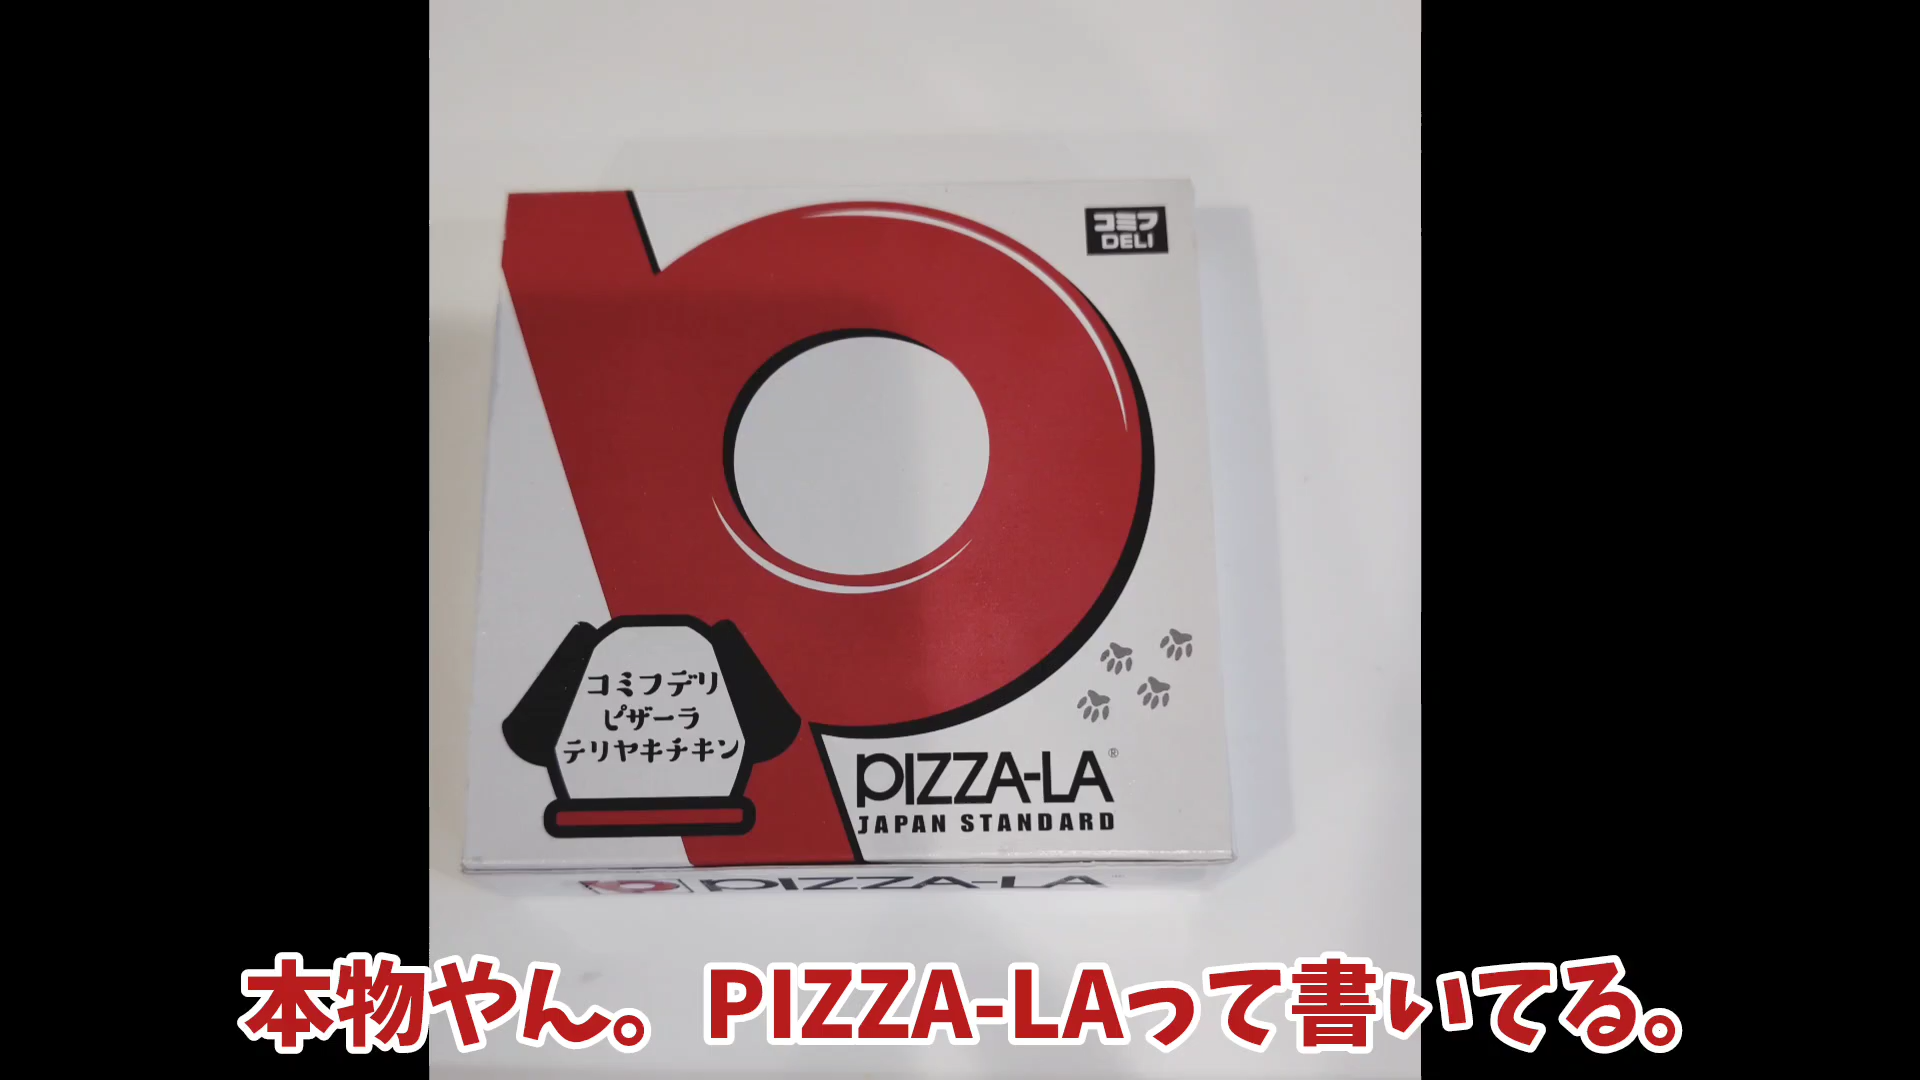 コミフ
DELI
コミフデリ
ピザーラ
テリヤキチキン
PIZZA-LA®
JAPAN STANDARD
PIZZA-LA
本物やん。PIZZA-LAって書いてる。